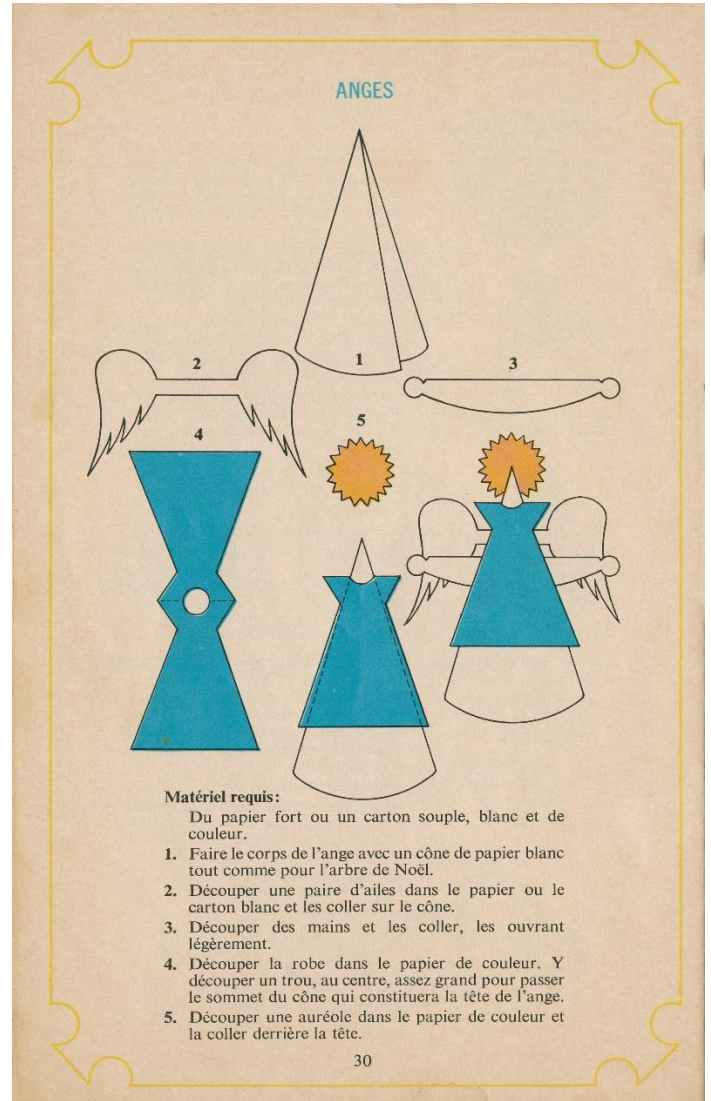 ANGES
1
2
3
4
5
Matériel requis:
Du papier fort ou un carton souple, blanc et de
couleur.
1. Faire le corps de l'ange avec un cône de papier blanc
tout comme pour l'arbre de Noël.
2. Découper une paire d'ailes dans le papier ou le
carton blanc et les coller sur le cône.
3. Découper des mains et les coller, les ouvrant
légèrement.
4. Découper la robe dans le papier de couleur. Y
découper un trou, au centre, assez grand pour passer
le sommet du cône qui constituera la tête de l'ange.
5. Découper une auréole dans le papier de couleur et
la coller derrière la tête.
30